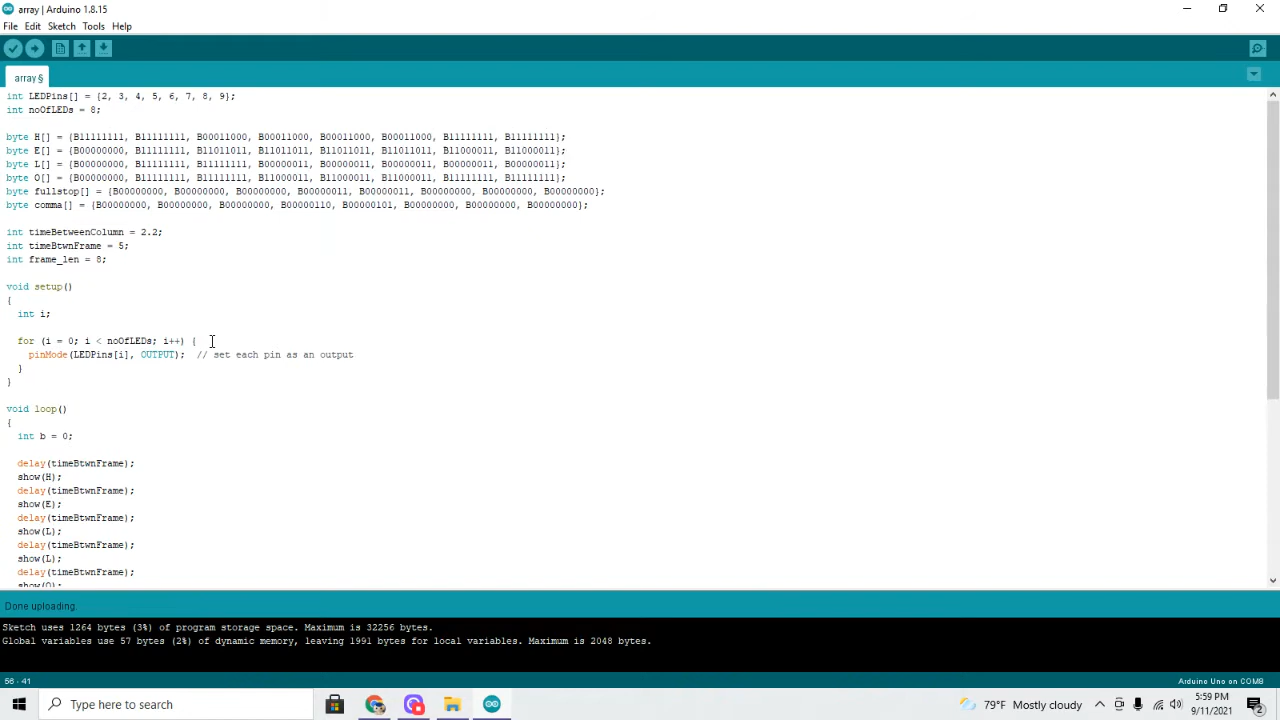 array | Arduino 1.8.15
File Edit Sketch Tools Help
array §
int LEDPins[] = {2, 3, 4, 5, 6, 7, 8, 9};
int noOfLEDs = 8;
byte H[] = {B11111111, B11111111, B00011000, B00011000, B00011000, B00011000, B11111111, B11111111};
byte E[] = {B00000000, B11111111, B11011011, B11011011, B11011011, B11011011, B11000011, B11000011};
byte L[] = {B00000000, B11111111, B11111111, B00000011, B00000011, B00000011, B00000011, B00000011};
byte O[] = {B00000000, B11111111, B11111111, B11000011, B11000011, B11000011, B11111111, B11111111};
byte fullstop[] = {B00000000, B00000000, B00000000, B00000011, B00000011, B00000000, B00000000, B00000000};
byte comma[] = {B00000000, B00000000, B00000000, B00000110, B00000101, B00000000, B00000000, B00000000};
int timeBetweenColumn = 2.2;
int timeBtwnFrame = 5;
int frame_len = 8;
void setup()
{
int i;
for (i = 0; i < noOfLEDs; i++) {
pinMode(LEDPins[i], OUTPUT); // set each pin as an output
}
}
void loop()
{
int b = 0;
delay(timeBtwnFrame);
show(H);
delay(timeBtwnFrame);
show(E);
delay(timeBtwnFrame);
show(L);
delay(timeBtwnFrame);
show(L);
delay(timeBtwnFrame);
show(O);
Done uploading.
Sketch uses 1264 bytes (3%) of program storage space. Maximum is 32256 bytes.
Global variables use 57 bytes (2%) of dynamic memory, leaving 1991 bytes for local variables. Maximum is 2048 bytes.
56 - 41
Arduino Uno on COM8
Type here to search
79°F Mostly cloudy
5:59 PM
9/11/2021
2